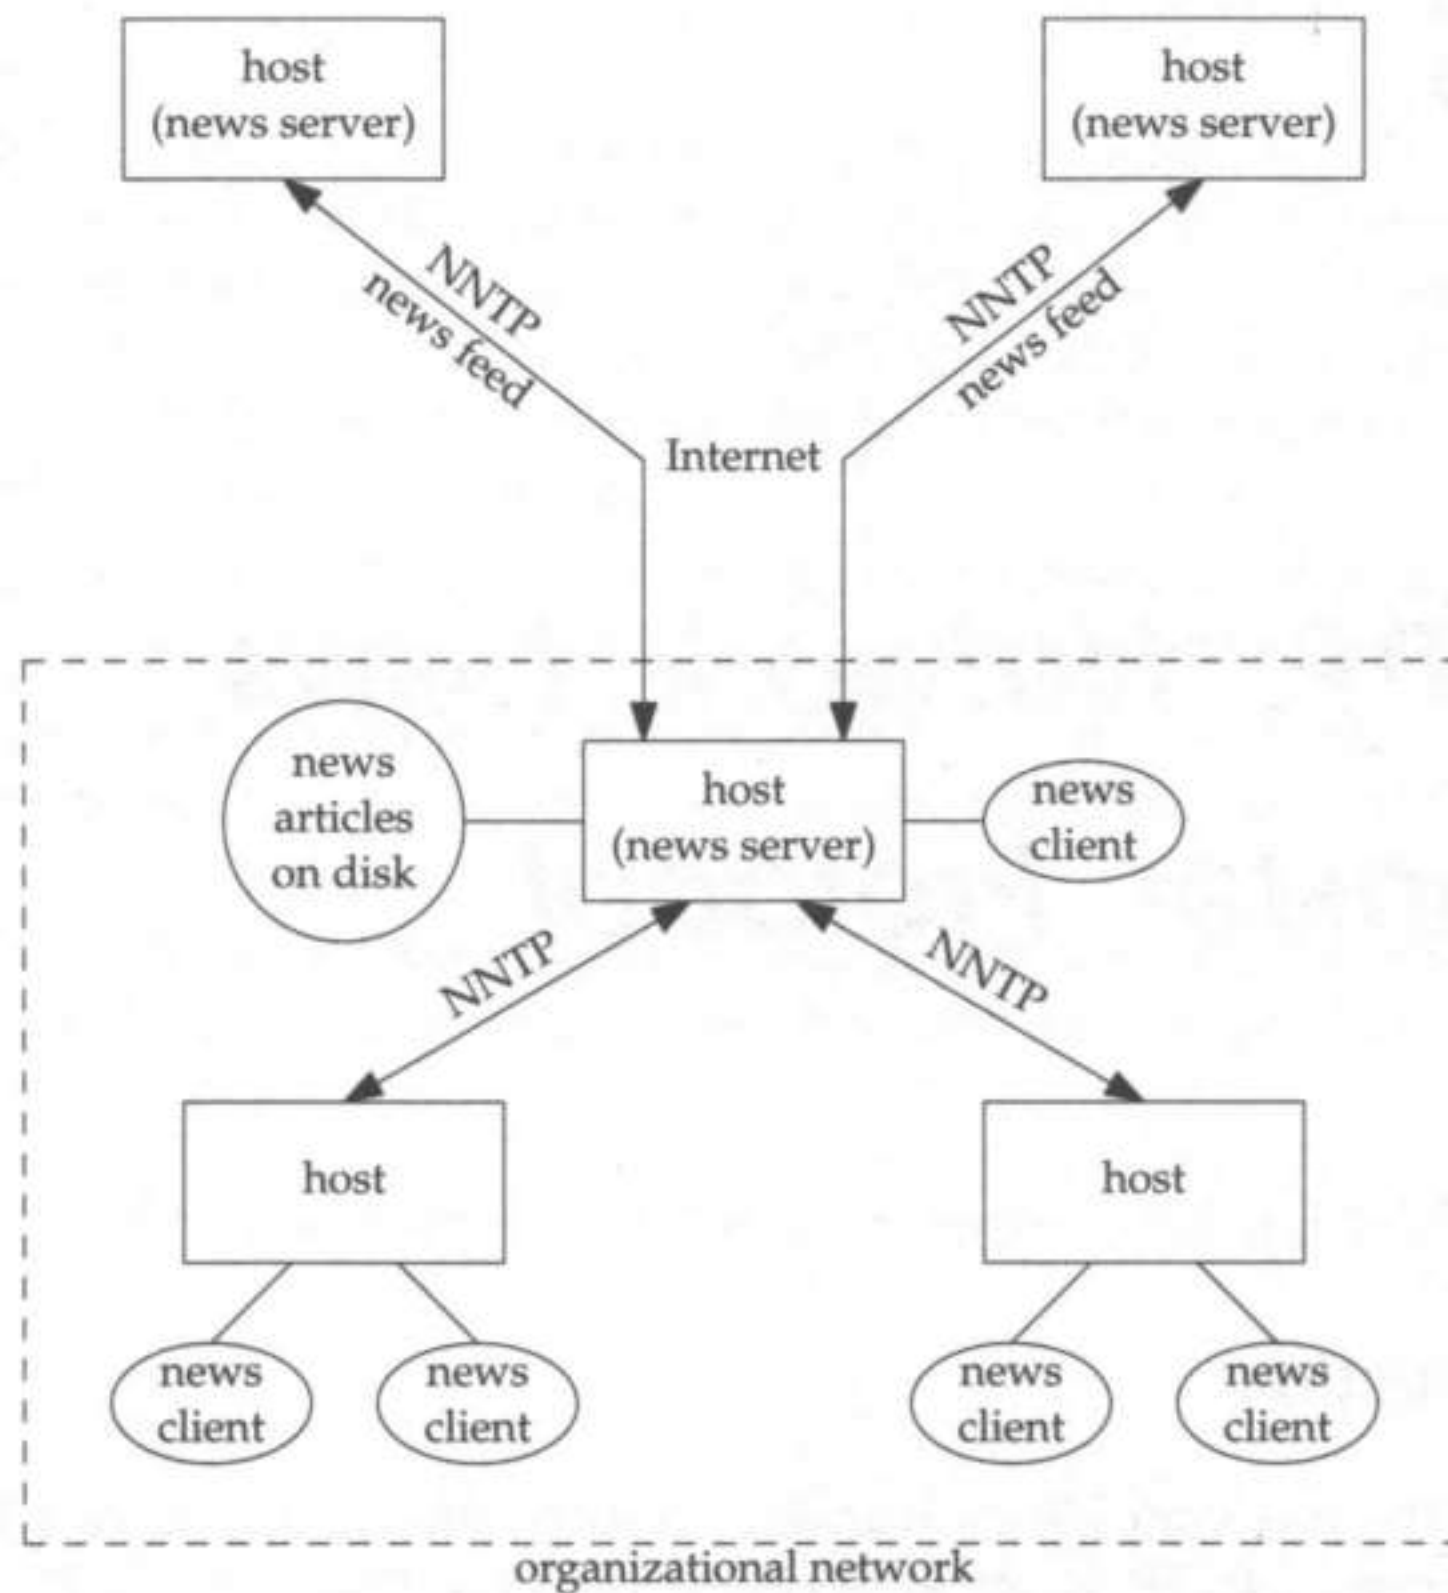 host
(news server)
host
(news server)
NNTP
news feed
NNTP
news feed
Internet
news
articles
on disk
host
(news server)
news
client
NNTP
NNTP
host
host
news
client
news
client
news
client
news
client
organizational network